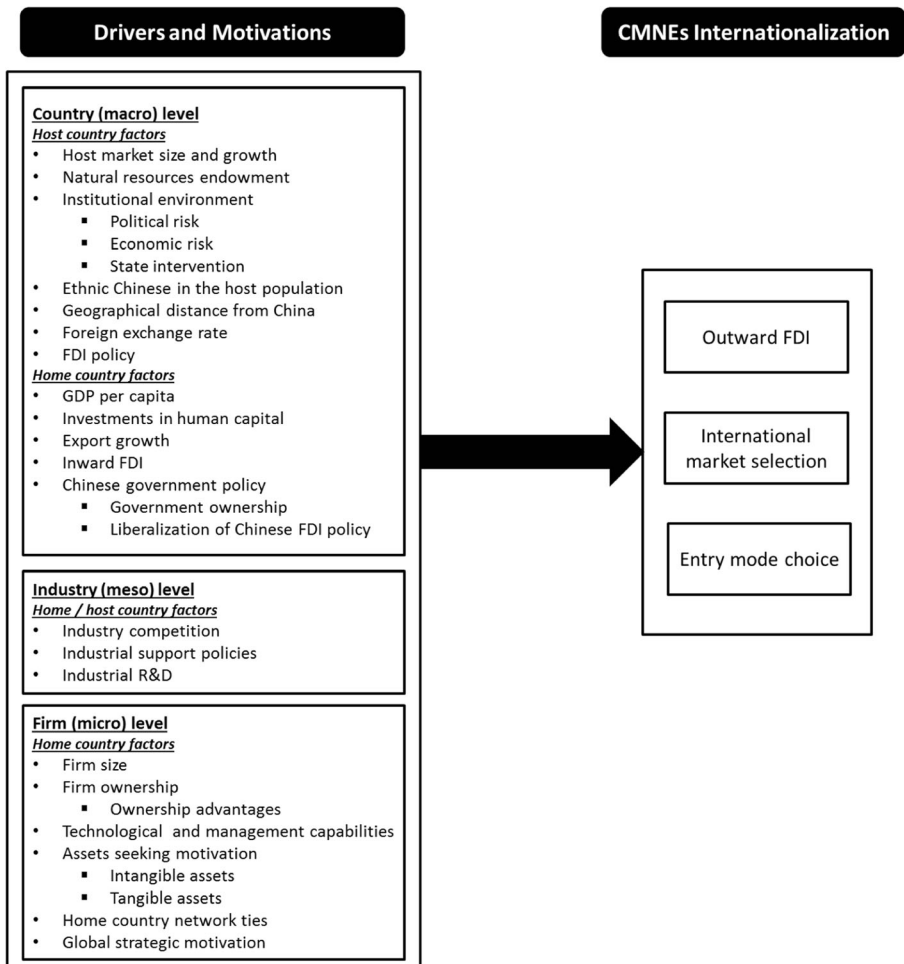 Drivers and Motivations
Country (macro) level
Host country factors
• Host market size and growth
• Natural resources endowment
• Institutional environment
▪ Political risk
▪ Economic risk
▪ State intervention
• Ethnic Chinese in the host population
• Geographical distance from China
• Foreign exchange rate
• FDI policy
Home country factors
• GDP per capita
• Investments in human capital
• Export growth
• Inward FDI
• Chinese government policy
▪ Government ownership
▪ Liberalization of Chinese FDI policy
Industry (meso) level
Home / host country factors
• Industry competition
• Industrial support policies
• Industrial R&D
Firm (micro) level
Home country factors
• Firm size
• Firm ownership
▪ Ownership advantages
• Technological and management capabilities
• Assets seeking motivation
▪ Intangible assets
▪ Tangible assets
• Home country network ties
• Global strategic motivation
CMNEs Internationalization
Outward FDI
International
market selection
Entry mode choice